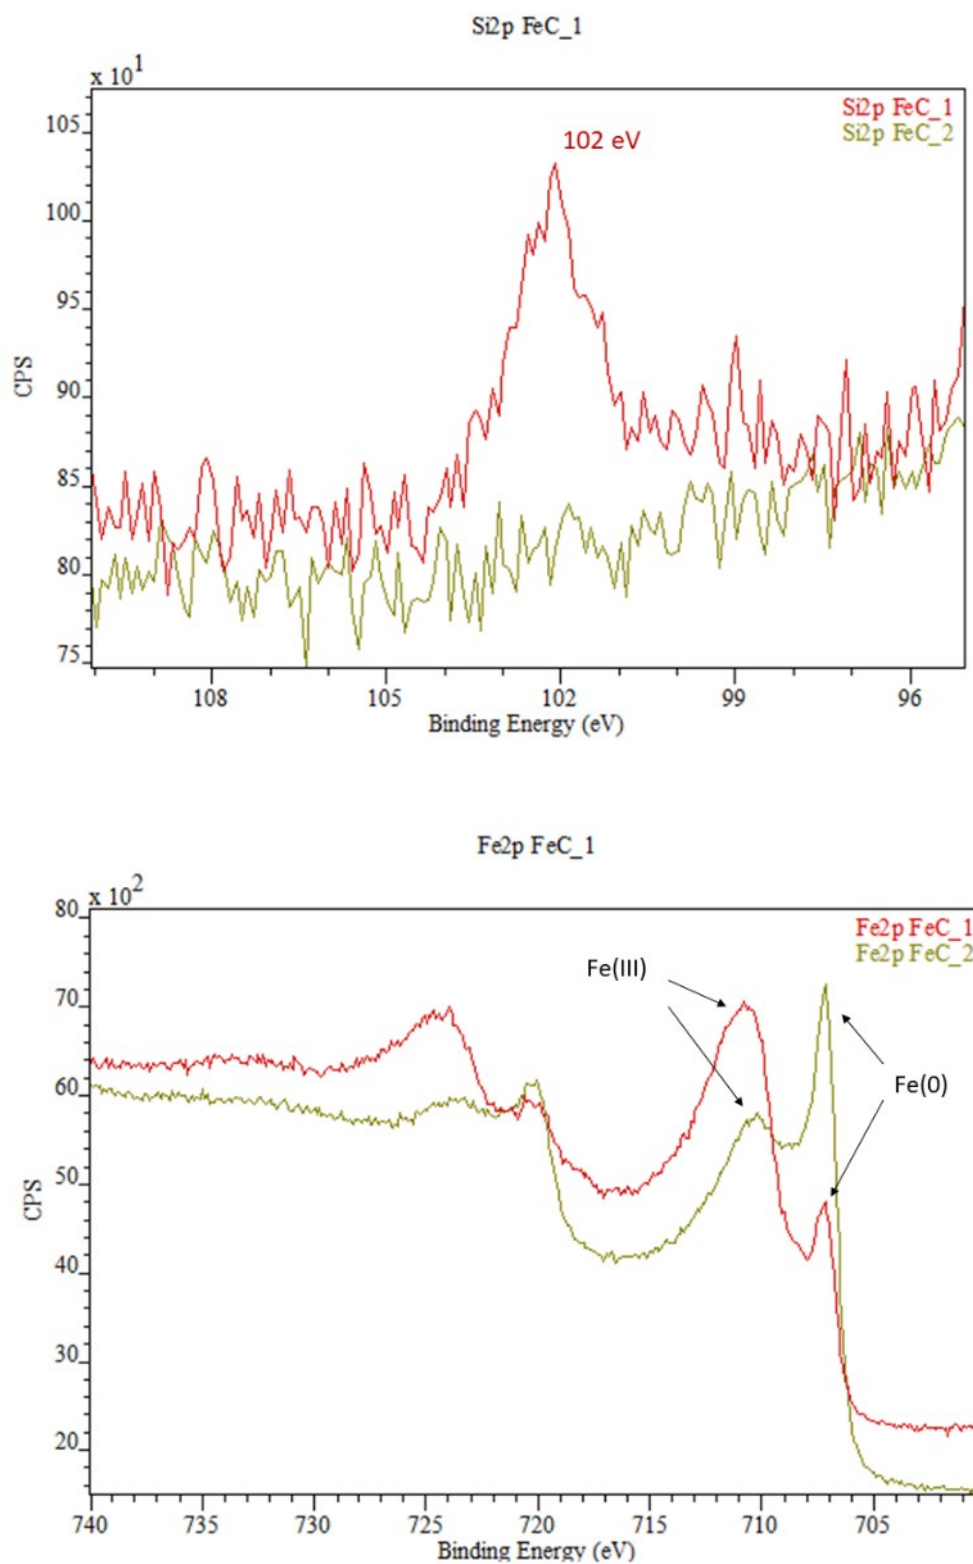 Si2p FeC_1
x 10¹
Si2p FeC_1
Si2p FeC_2
102 eV
105
100
95
90
85
80
75
CPS
108 105 102 99 96
Binding Energy (eV)
Fe2p FeC_1
x 10²
Fe2p FeC_1
Fe2p FeC_2
Fe(III)
Fe(0)
80
70
60
50
40
30
20
CPS
740 735 730 725 720 715 710 705
Binding Energy (eV)